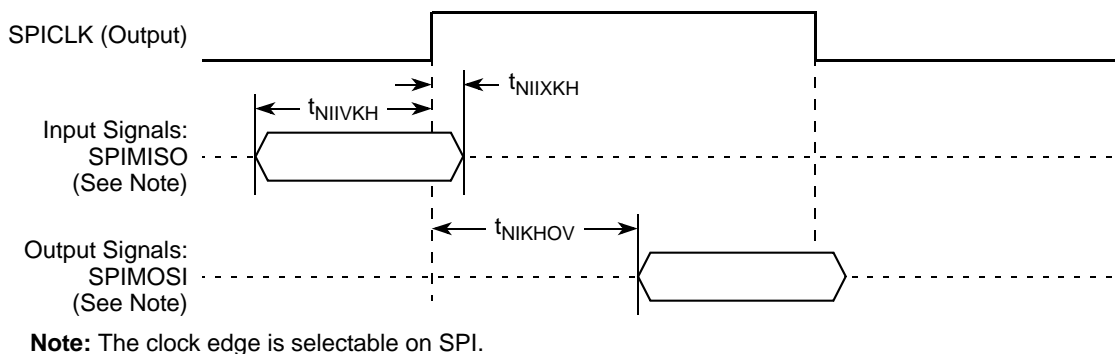 SPICLK (Output)
tNIIXKH
tNIIVKH
Input Signals:
SPIMISO
(See Note)
tNIKHOV
Output Signals:
SPIMOSI
(See Note)
Note: The clock edge is selectable on SPI.